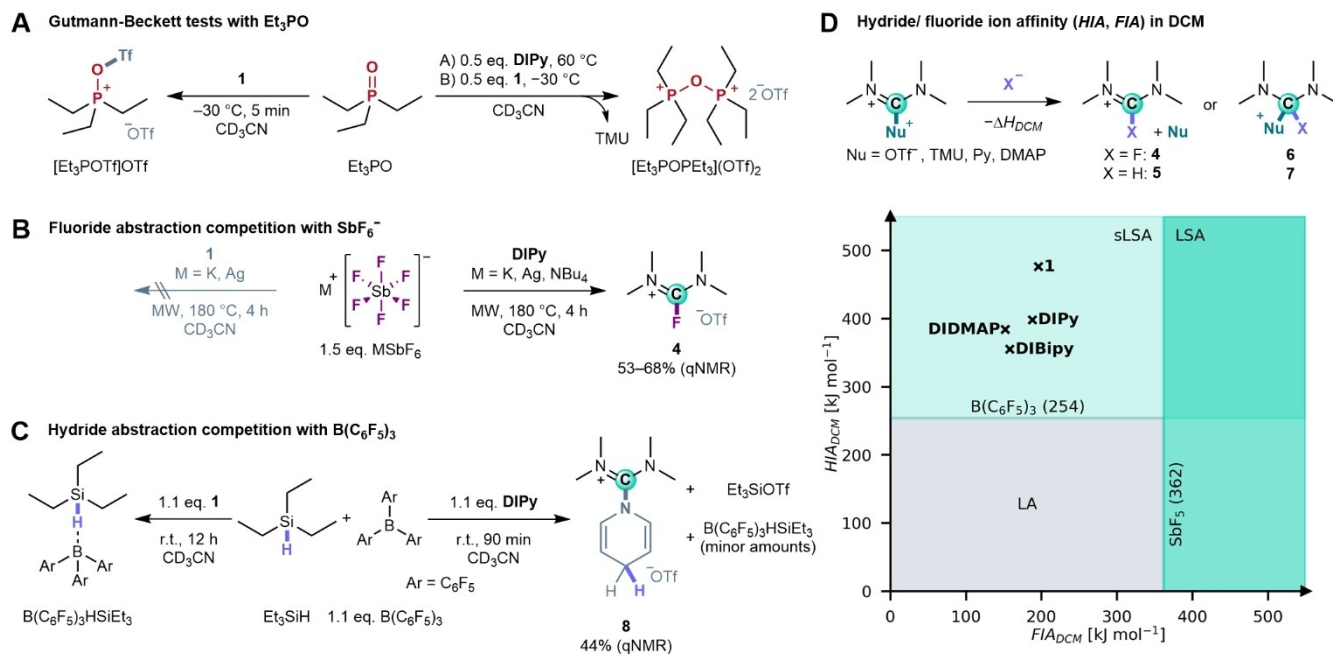 A Gutmann-Beckett tests with Et₃PO
O Tf
P
+
⁻OTf
[Et₃POTf]OTf
1
−30 °C, 5 min
CD₃CN
O
P
Et₃PO
A) 0.5 eq. DIPy, 60 °C
B) 0.5 eq. 1, −30 °C
CD₃CN
TMU
+ P O P +
2⁻OTf
[Et₃POPEt₃](OTf)₂
B Fluoride abstraction competition with SbF₆⁻
1
M = K, Ag
MW, 180 °C, 4 h
CD₃CN
M⁺
F
F F
Sb
F F
F
−
1.5 eq. MSbF₆
DIPy
M = K, Ag, NBu₄
MW, 180 °C, 4 h
CD₃CN
N N
+ C
F ⁻OTf
4
53–68% (qNMR)
C Hydride abstraction competition with B(C₆F₅)₃
Si
H
B
Ar Ar
Ar
B(C₆F₅)₃HSiEt₃
1.1 eq. 1
r.t., 12 h
CD₃CN
Si
H
Et₃SiH
+
Ar
B
Ar Ar
Ar = C₆F₅
1.1 eq. B(C₆F₅)₃
1.1 eq. DIPy
r.t., 90 min
CD₃CN
N N
+ C
N
H H
⁻OTf
8
44% (qNMR)
+ Et₃SiOTf
+ B(C₆F₅)₃HSiEt₃
(minor amounts)
D Hydride/ fluoride ion affinity (HIA, FIA) in DCM
N N
+ C
Nu
+
X⁻
−ΔH_DCM
N N
+ C
X + Nu
or
N N
+ C
Nu X
Nu = OTf⁻, TMU, Py, DMAP
X = F: 4
X = H: 5
6
7
HIA_DCM [kJ mol⁻¹]
500
400
300
200
100
0
sLSA
LSA
1
DIDMAP
DIPy
DIBipy
B(C₆F₅)₃ (254)
LA
SbF₅ (362)
0 100 200 300 400 500
FIA_DCM [kJ mol⁻¹]